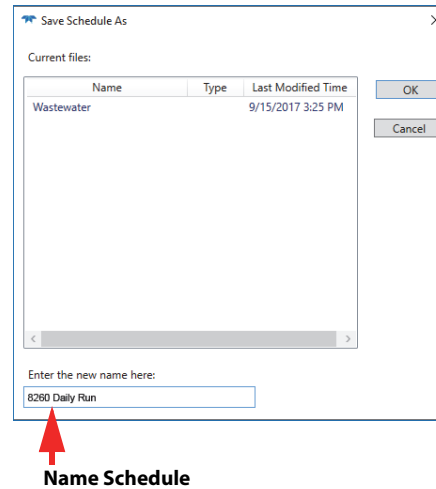 Save Schedule As
Current files:
Name Type Last Modified Time
Wastewater 9/15/2017 3:25 PM
OK
Cancel
Enter the new name here:
8260 Daily Run
Name Schedule